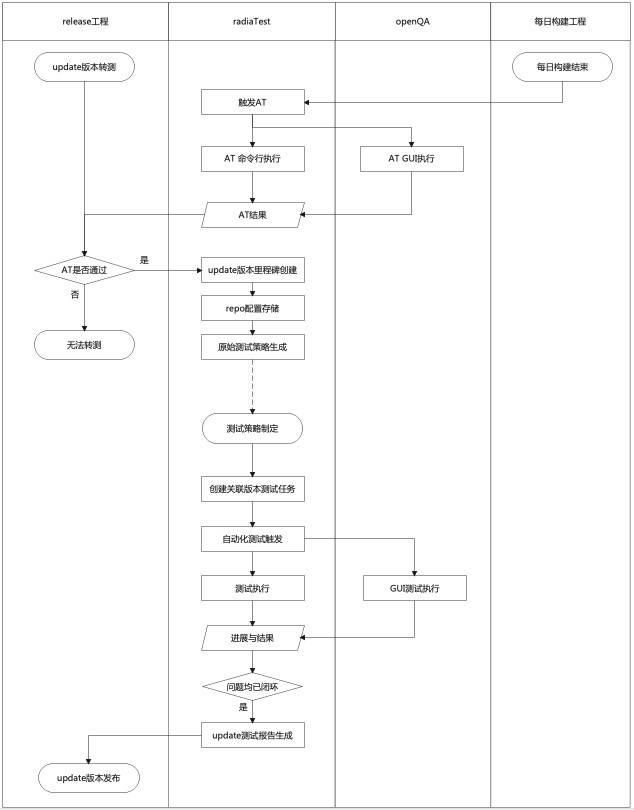 release工程
radiaTest
openQA
每日构建工程
update版本转测
每日构建结束
触发AT
AT 命令行执行
AT GUI执行
AT结果
AT是否通过
是
update版本里程碑创建
否
repo配置存储
无法转测
原始测试策略生成
测试策略制定
创建关联版本测试任务
自动化测试触发
测试执行
GUI测试执行
进展与结果
问题均已闭环
是
update测试报告生成
update版本发布